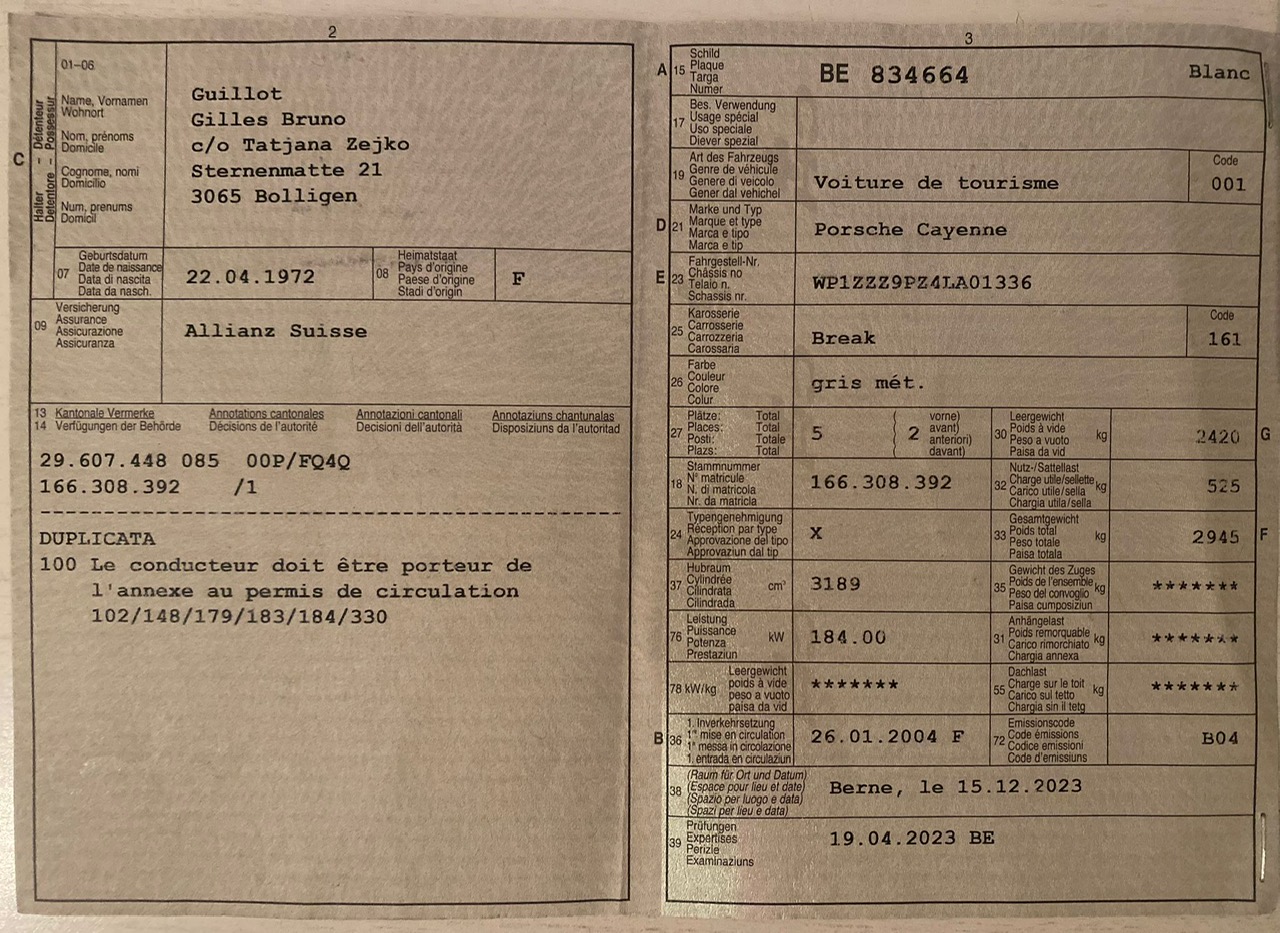 2
01-06
C
Halter - Détenteur
Detentore - Possessur
Name, Vornamen
Wohnort
Nom, prénoms
Domicile
Cognome, nomi
Domicilio
Num, prenums
Domicil
Guillot
Gilles Bruno
c/o Tatjana Zejko
Sternenmatte 21
3065 Bolligen
07
Geburtsdatum
Date de naissance
Data di nascita
Data da nasch.
22.04.1972
08
Heimatstaat
Pays d'origine
Paese d'origine
Stadi d'origin
F
09
Versicherung
Assurance
Assicurazione
Assicuranza
Allianz Suisse
13 Kantonale Vermerke Annotations cantonales Annotazioni cantonali Annotaziuns chantunalas
14 Verfügungen der Behörde Décisions de l'autorité Decisioni dell'autorità Disposiziuns da l'autoritad
29.607.448 085 00P/FQ4Q
166.308.392 /1
DUPLICATA
100 Le conducteur doit être porteur de
l'annexe au permis de circulation
102/148/179/183/184/330
3
A 15
Schild
Plaque
Targa
Numer
BE 834664 Blanc
17
Bes. Verwendung
Usage spécial
Uso speciale
Diever spezial
19
Art des Fahrzeugs
Genre de véhicule
Genere di veicolo
Gener dal vehichel
Voiture de tourisme
Code
001
D 21
Marke und Typ
Marque et type
Marca e tipo
Marca e tip
Porsche Cayenne
E 23
Fahrgestell-Nr.
Châssis no
Telaio n.
Schassis nr.
WP1ZZZ9PZ4LA01336
25
Karosserie
Carrosserie
Carrozzeria
Carossaria
Break
Code
161
26
Farbe
Couleur
Colore
Colur
gris mét.
27
Plätze: Total
Places: Total
Posti: Totale
Plazs: Total
5
( vorne)
( 2 avant)
( anteriori)
( davant)
30
Leergewicht
Poids à vide
Peso a vuoto
Paisa da vid
kg
2420
G
18
Stammnummer
N° matricule
N. di matricola
Nr. da matricla
166.308.392
32
Nutz-/Sattellast
Charge utile/sellette
Carico utile/sella
Chargia utila/sella
kg
525
24
Typengenehmigung
Réception par type
Approvazione del tipo
Approvaziun dal tip
X
33
Gesamtgewicht
Poids total
Peso totale
Paisa totala
kg
2945
F
37
Hubraum
Cylindrée
Cilindrata
Cilindrada
cm³
3189
35
Gewicht des Zuges
Poids de l'ensemble
Peso del convoglio
Paisa cumposiziun
kg
*******
76
Leistung
Puissance
Potenza
Prestaziun
kW
184.00
31
Anhängelast
Poids remorquable
Carico rimorchiato
Chargia annexa
kg
*******
78 kW/kg
Leergewicht
poids à vide
peso a vuoto
paisa da vid
*******
55
Dachlast
Charge sur le toit
Carico sul tetto
Chargia sin il tetg
kg
*******
B 36
1. Inverkehrsetzung
1re mise en circulation
1a messa in circolazione
1. entrada en circulaziun
26.01.2004 F
72
Emissionscode
Code émissions
Codice emissioni
Code d'emissiuns
B04
38
(Raum für Ort und Datum)
(Espace pour lieu et date)
(Spazio per luogo e data)
(Spazi per lieu e data)
Berne, le 15.12.2023
39
Prüfungen
Expertises
Perizie
Examinaziuns
19.04.2023 BE